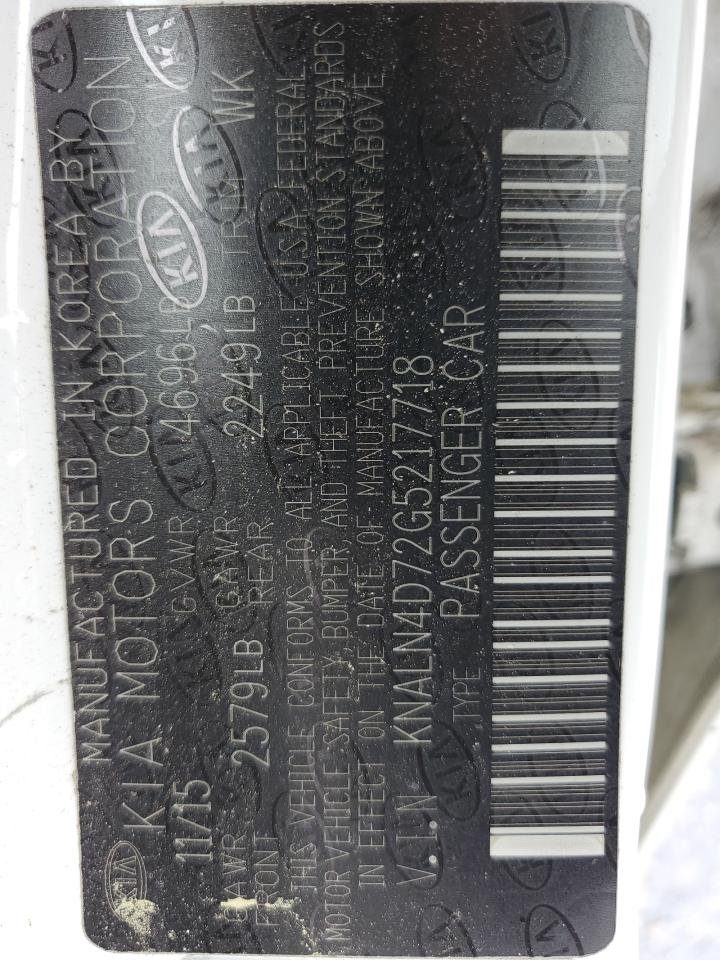 KIA
MANUFACTURED IN KOREA BY
KIA MOTORS CORPORATION
11/15 GVWR 4696LB
GAWR FRONT 2579LB GAWR REAR 2249LB WK
THIS VEHICLE CONFORMS TO ALL APPLICABLE U.S.A FEDERAL
MOTOR VEHICLE SAFETY, BUMPER AND THEFT PREVENTION STANDARDS
IN EFFECT ON THE DATE OF MANUFACTURE SHOWN ABOVE.
V.I.N KNALN4D72G5217718
TYPE PASSENGER CAR